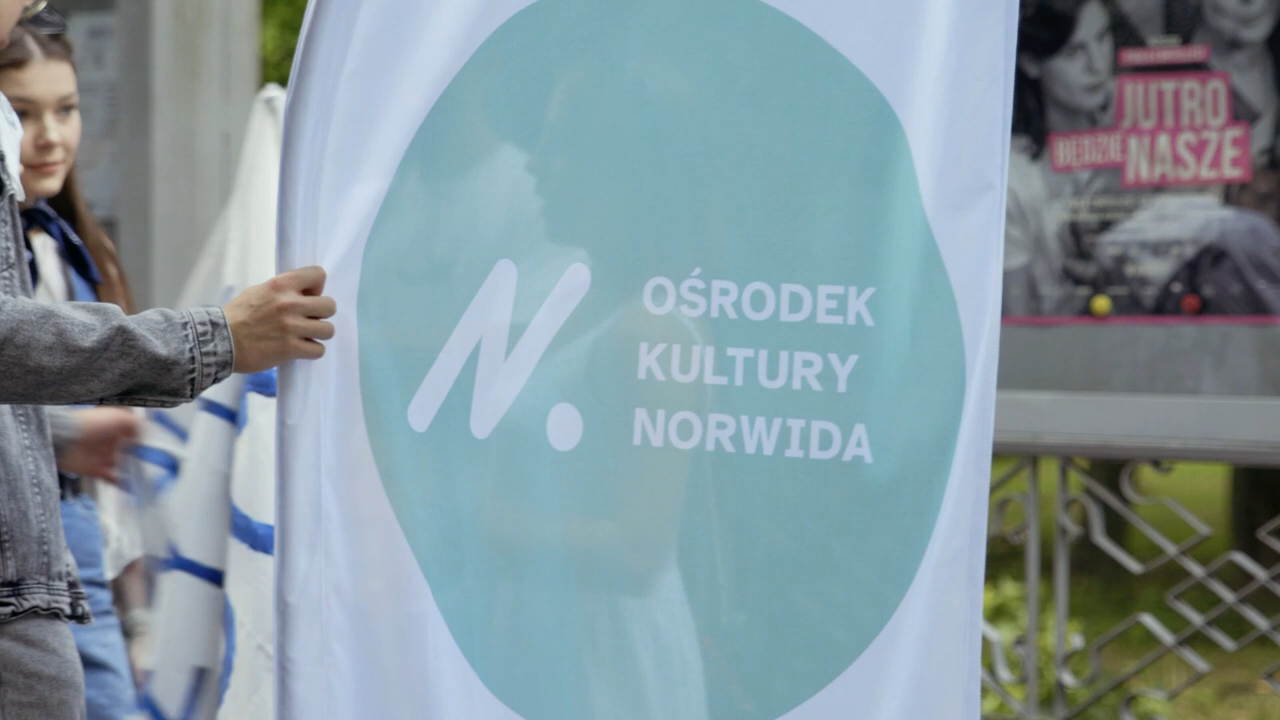 N.
OŚRODEK
KULTURY
NORWIDA
JUTRO
BĘDZIE
NASZE